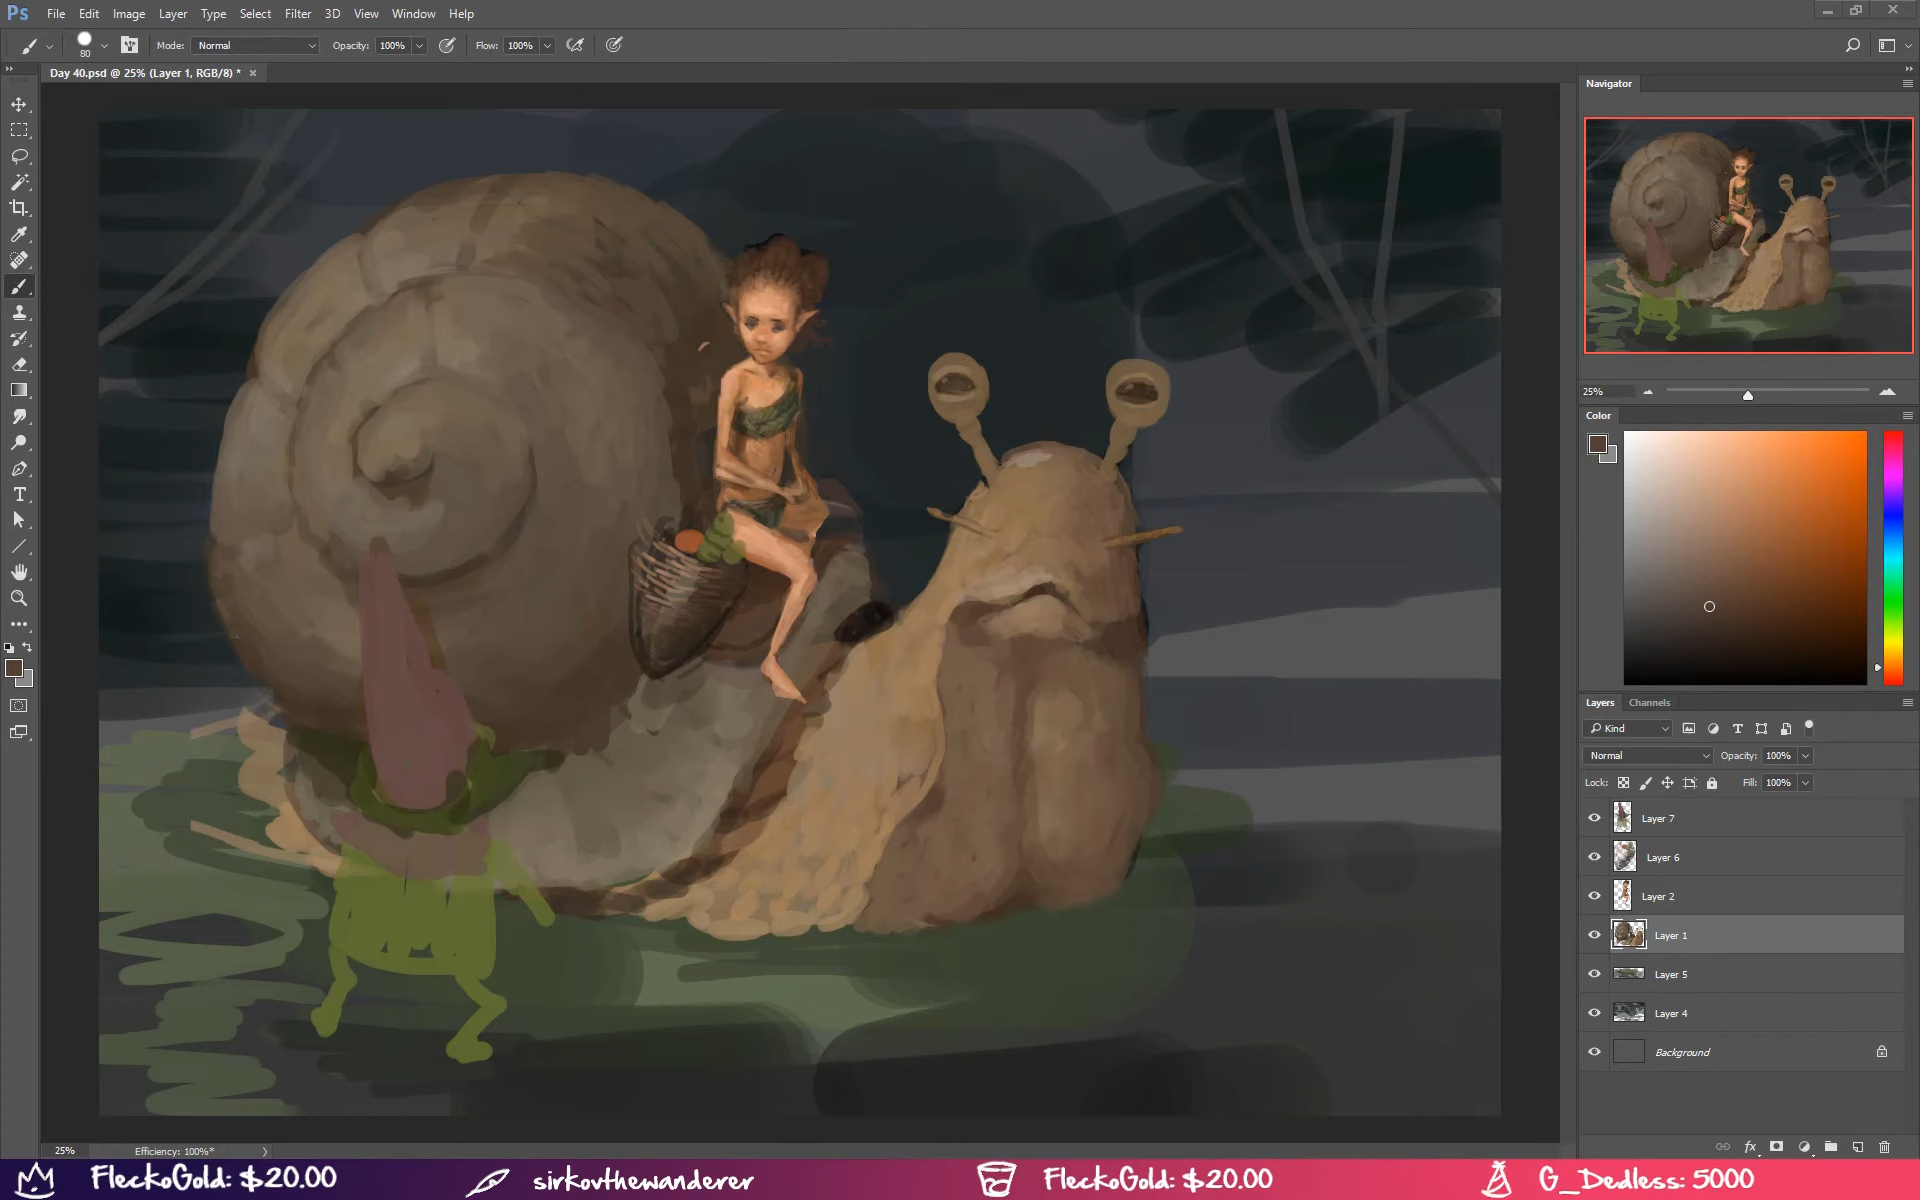 Ps File Edit Image Layer Type Select Filter 3D View Window Help
80 Mode: Normal Opacity: 100% Flow: 100%
Day 40.psd @ 25% (Layer 1, RGB/8) *
Navigator
25%
Color
Layers Channels
Kind
Normal Opacity: 100%
Lock: Fill: 100%
Layer 7
Layer 6
Layer 2
Layer 1
Layer 5
Layer 4
Background
25% Efficiency: 100%*
FleckoGold: $20.00 sirkovthewanderer FleckoGold: $20.00 G_Dedless: 5000